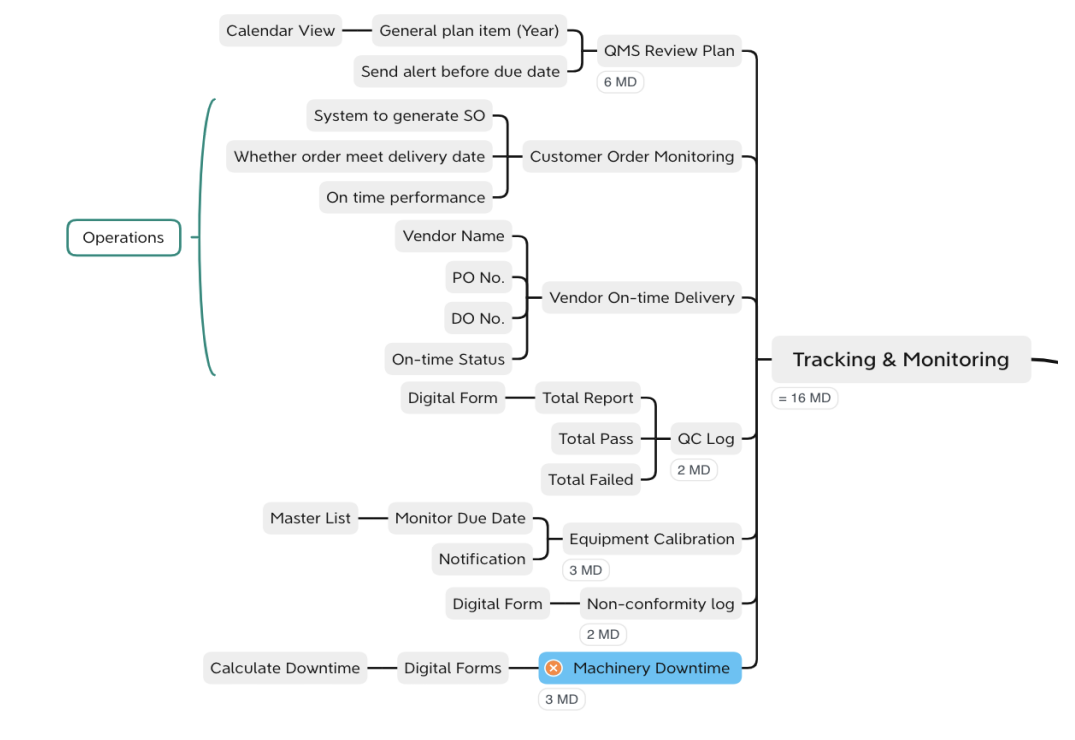 Calendar View
General plan item (Year)
QMS Review Plan
Send alert before due date
6 MD
System to generate SO
Whether order meet delivery date
Customer Order Monitoring
On time performance
Operations
Vendor Name
PO No.
Vendor On-time Delivery
DO No.
On-time Status
Tracking & Monitoring
= 16 MD
Digital Form
Total Report
Total Pass
QC Log
2 MD
Total Failed
Master List
Monitor Due Date
Equipment Calibration
Notification
3 MD
Digital Form
Non-conformity log
2 MD
Calculate Downtime
Digital Forms
Machinery Downtime
3 MD